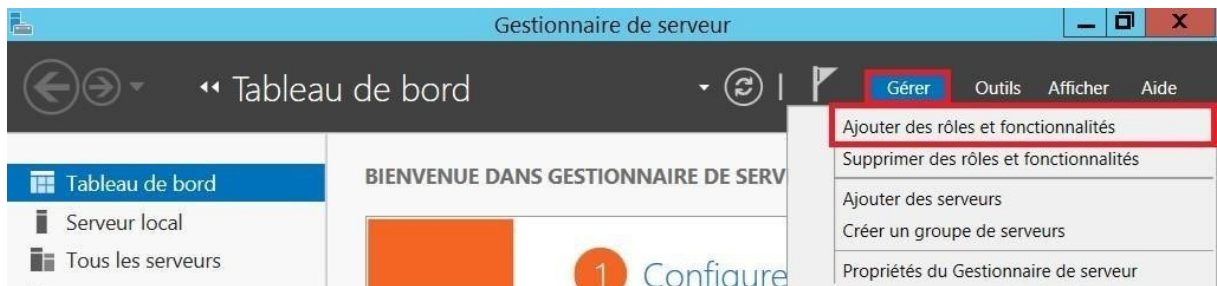 Gestionnaire de serveur
Tableau de bord
Gérer Outils Afficher Aide
Ajouter des rôles et fonctionnalités
Supprimer des rôles et fonctionnalités
Ajouter des serveurs
Créer un groupe de serveurs
Propriétés du Gestionnaire de serveur
Tableau de bord
Serveur local
Tous les serveurs
BIENVENUE DANS GESTIONNAIRE DE SERV
1 Configure